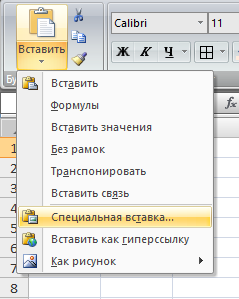 Вставить
Calibri 11
Ж К Ч
Бу
Вставить
Формулы
Вставить значения
Без рамок
Транспонировать
Вставить связь
Специальная вставка...
Вставить как гиперссылку
Как рисунок
fx
1
2
3
4
5
6
7
8